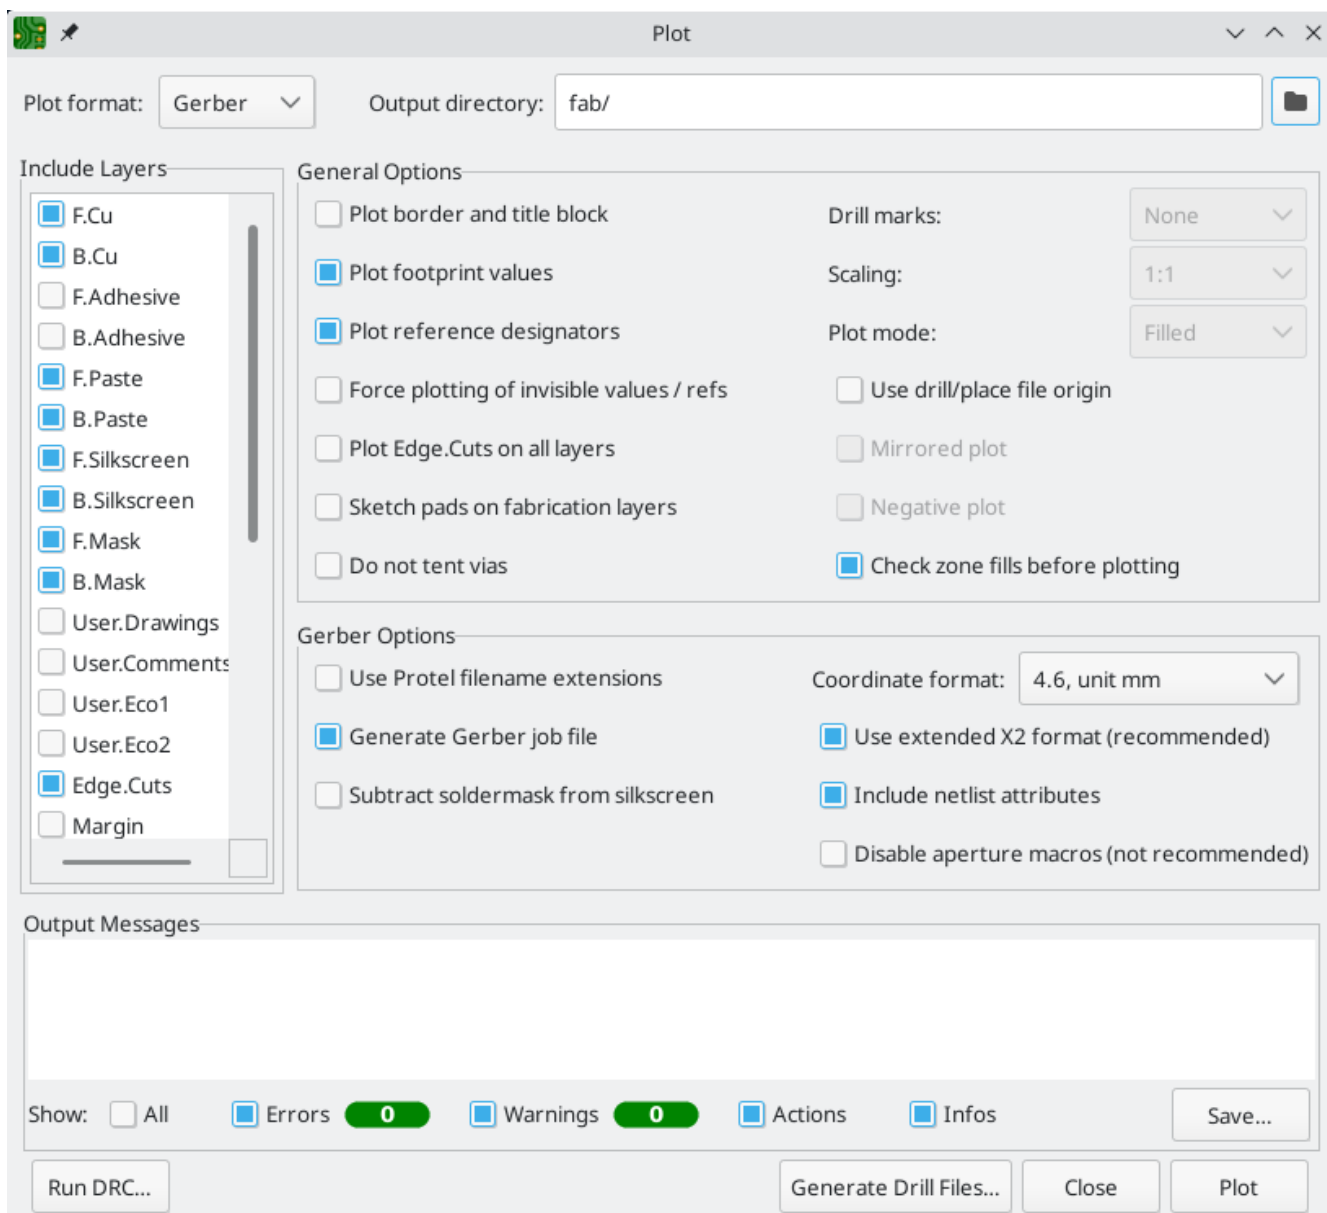 Plot
Plot format: Gerber Output directory: fab/
Include Layers
F.Cu
B.Cu
F.Adhesive
B.Adhesive
F.Paste
B.Paste
F.Silkscreen
B.Silkscreen
F.Mask
B.Mask
User.Drawings
User.Comments
User.Eco1
User.Eco2
Edge.Cuts
Margin
General Options
Plot border and title block
Plot footprint values
Plot reference designators
Force plotting of invisible values / refs
Plot Edge.Cuts on all layers
Sketch pads on fabrication layers
Do not tent vias
Drill marks: None
Scaling: 1:1
Plot mode: Filled
Use drill/place file origin
Mirrored plot
Negative plot
Check zone fills before plotting
Gerber Options
Use Protel filename extensions
Generate Gerber job file
Subtract soldermask from silkscreen
Coordinate format: 4.6, unit mm
Use extended X2 format (recommended)
Include netlist attributes
Disable aperture macros (not recommended)
Output Messages
Show: All Errors 0 Warnings 0 Actions Infos Save...
Run DRC... Generate Drill Files... Close Plot